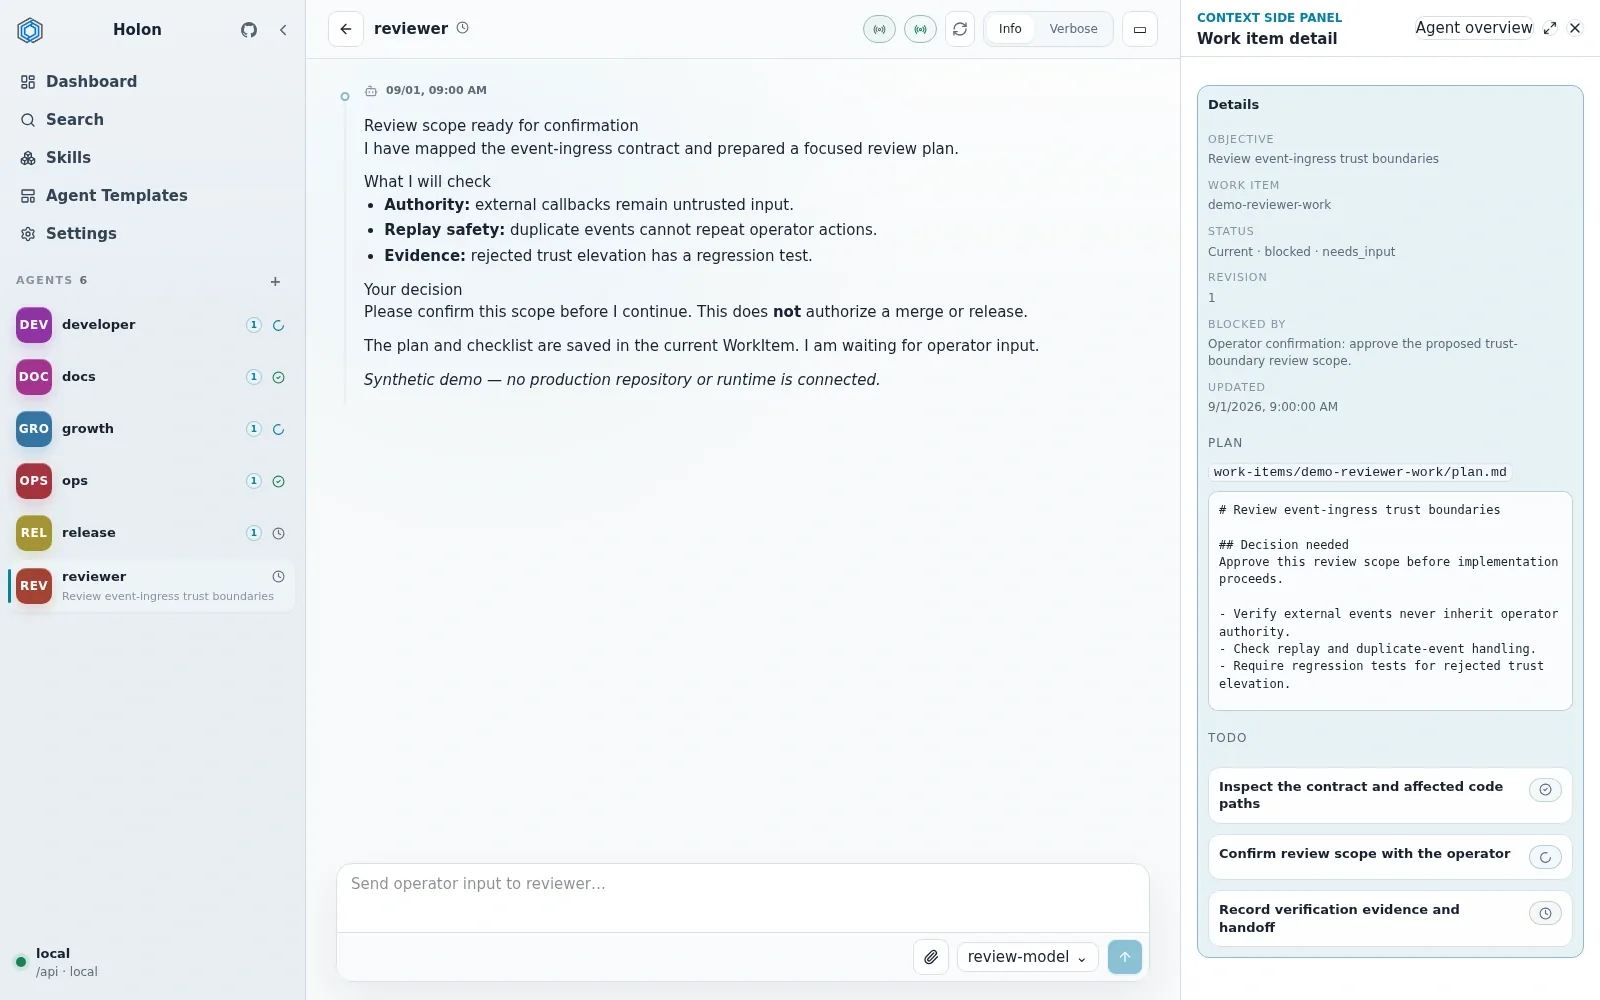 Holon
Dashboard
Search
Skills
Agent Templates
Settings
AGENTS 6
+
DEV developer 1
DOC docs 1
GRO growth 1
OPS ops 1
REL release 1
REV reviewer
Review event-ingress trust boundaries
local
/api · local
reviewer
Info Verbose
09/01, 09:00 AM
Review scope ready for confirmation
I have mapped the event-ingress contract and prepared a focused review plan.
What I will check
• Authority: external callbacks remain untrusted input.
• Replay safety: duplicate events cannot repeat operator actions.
• Evidence: rejected trust elevation has a regression test.
Your decision
Please confirm this scope before I continue. This does not authorize a merge or release.
The plan and checklist are saved in the current WorkItem. I am waiting for operator input.
Synthetic demo — no production repository or runtime is connected.
Send operator input to reviewer…
review-model
CONTEXT SIDE PANEL
Work item detail
Agent overview
Details
OBJECTIVE
Review event-ingress trust boundaries
WORK ITEM
demo-reviewer-work
STATUS
Current · blocked · needs_input
REVISION
1
BLOCKED BY
Operator confirmation: approve the proposed trust-
boundary review scope.
UPDATED
9/1/2026, 9:00:00 AM
PLAN
work-items/demo-reviewer-work/plan.md
# Review event-ingress trust boundaries
## Decision needed
Approve this review scope before implementation
proceeds.
- Verify external events never inherit operator
authority.
- Check replay and duplicate-event handling.
- Require regression tests for rejected trust
elevation.
TODO
Inspect the contract and affected code
paths
Confirm review scope with the operator
Record verification evidence and
handoff